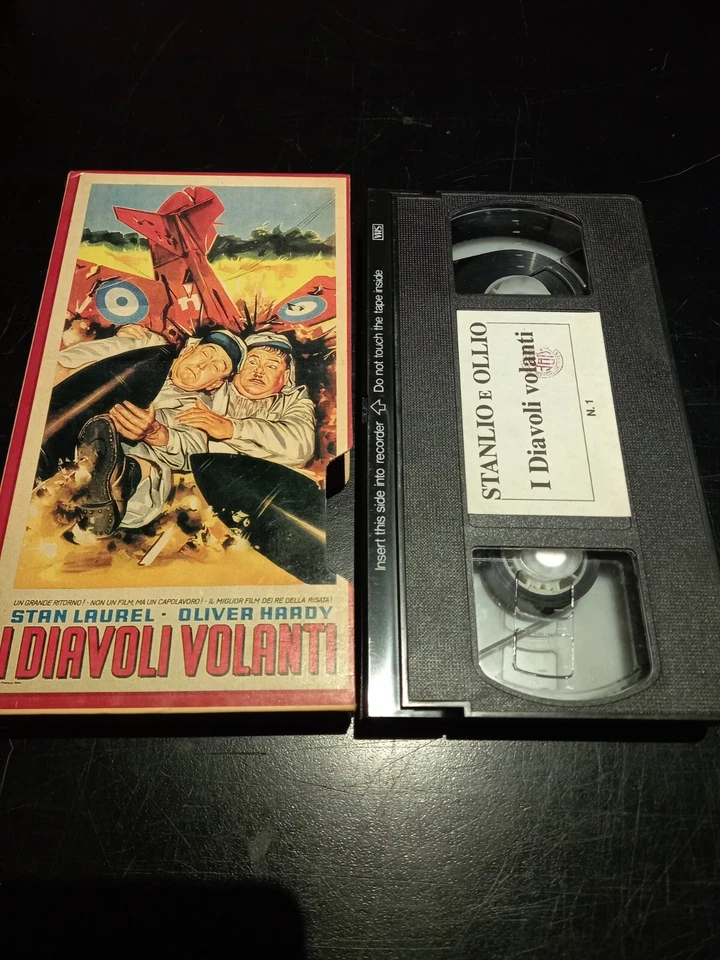 UN GRANDE RITORNO! - NON UN FILM, MA UN CAPOLAVORO! - IL MIGLIOR FILM DEI RE DELLA RISATA!
STAN LAUREL - OLIVER HARDY
I DIAVOLI VOLANTI
VHS
Insert this side into recorder Do not touch the tape inside
STANLIO E OLLIO
I Diavoli volanti
N. 1